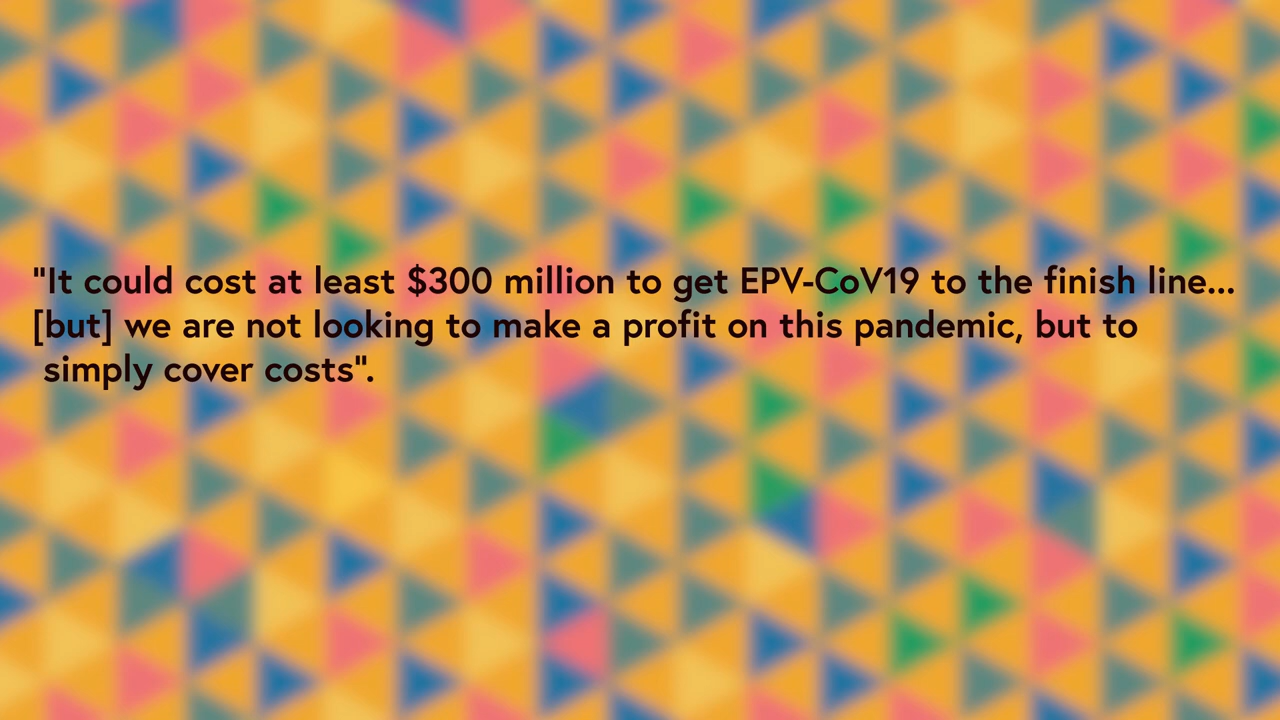 "It could cost at least $300 million to get EPV-CoV19 to the finish line...
[but] we are not looking to make a profit on this pandemic, but to
simply cover costs".